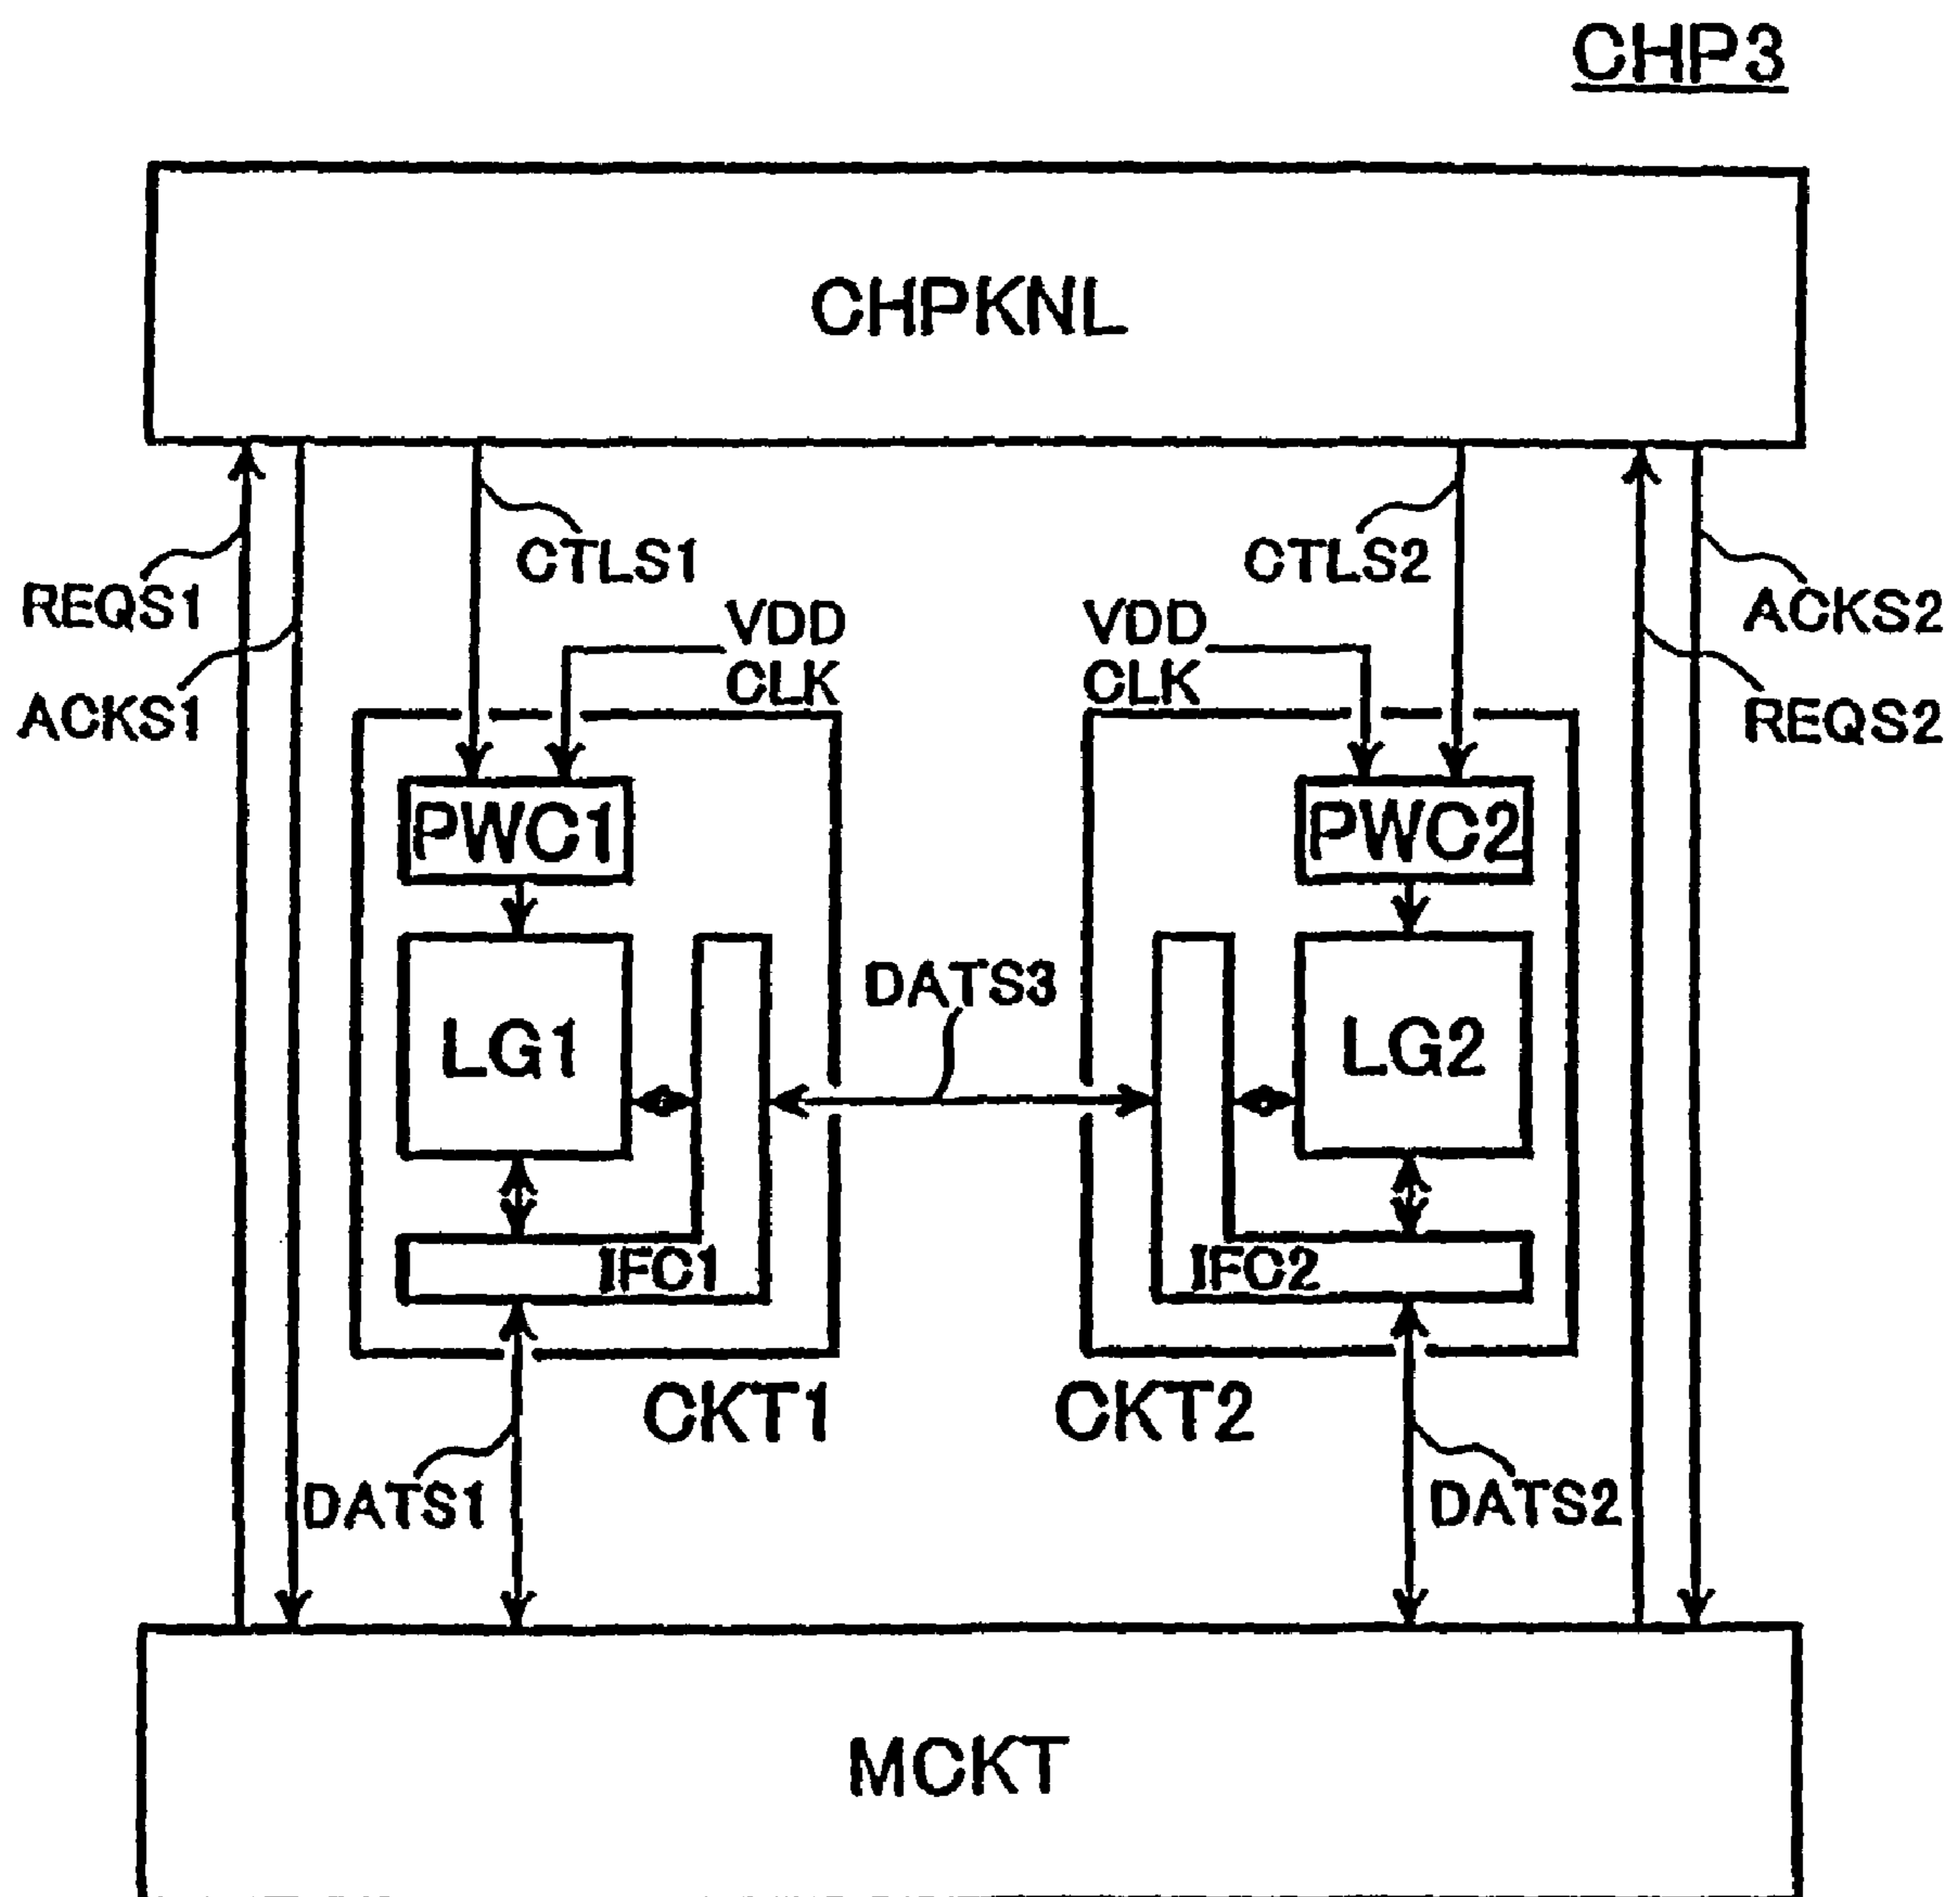 CHP3
CHPKNL
CTLS1
CTLS2
REQS1
ACKS2
VDD
CLK
VDD
CLK
ACKS1
REQS2
PWC1
PWC2
DATS3
LG1
LG2
IFC1
IFC2
CKT1
CKT2
DATS1
DATS2
MCKT